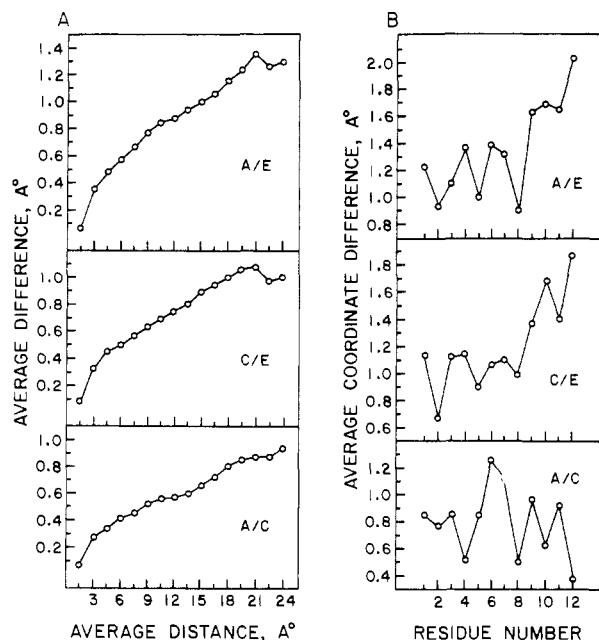 A
B
AVERAGE DIFFERENCE, A°
1.4
1.2
1.0
0.8
0.6
0.4
0.2
A/E
1.0
0.8
0.6
0.4
0.2
C/E
1.0
0.8
0.6
0.4
0.2
A/C
3 6 9 12 15 18 21 24
AVERAGE DISTANCE, A°
AVERAGE COORDINATE DIFFERENCE, A°
2.0
1.8
1.6
1.4
1.2
1.0
0.8
A/E
1.8
1.6
1.4
1.2
1.0
0.8
0.6
C/E
1.2
1.0
0.8
0.6
0.4
A/C
2 4 6 8 10 12
RESIDUE NUMBER